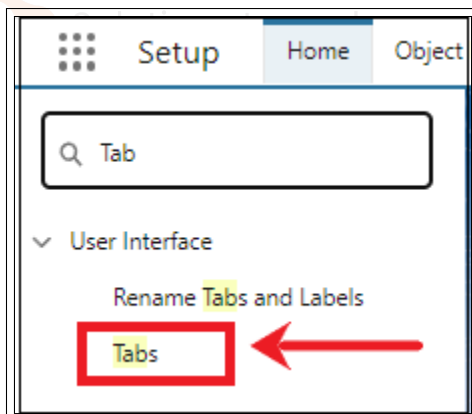 Setup Home Object
Tab
User Interface
Rename Tabs and Labels
Tabs